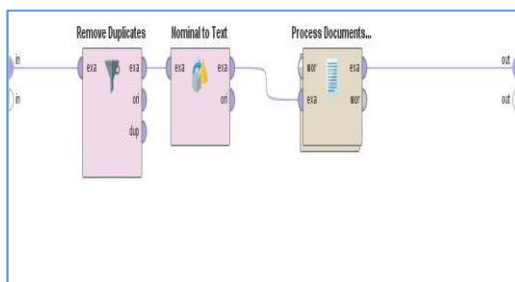 Remove Duplicates
Nominal to Text
Process Documents...
in
in
exa
exa
ori
dup
exa
exa
ori
wor
exa
exa
wor
out
out